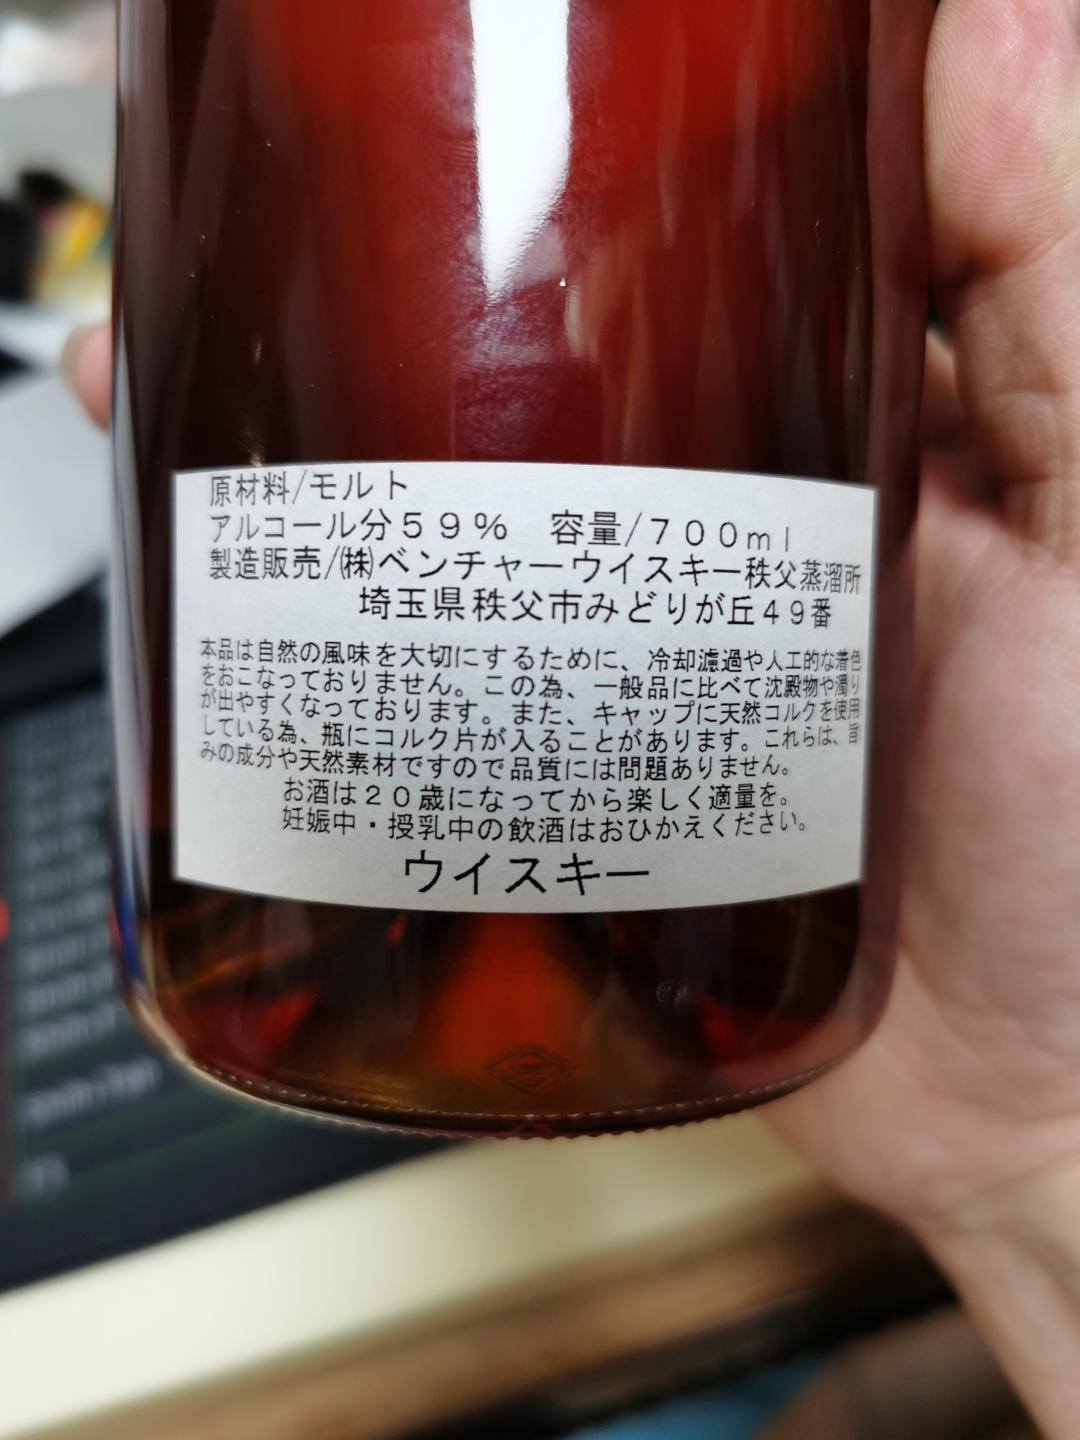 原材料/モルト
アルコール分59% 容量/700ml
製造販売/㈱ベンチャーウイスキー秩父蒸溜所
埼玉県秩父市みどりが丘49番
本品は自然の風味を大切にするために、冷却濾過や人工的な着色
をおこなっておりません。この為、一般品に比べて沈殿物や濁り
が出やすくなっております。また、キャップに天然コルクを使用
している為、瓶にコルク片が入ることがあります。これらは、旨
みの成分や天然素材ですので品質には問題ありません。
お酒は20歳になってから楽しく適量を。
妊娠中・授乳中の飲酒はおひかえください。
ウイスキー